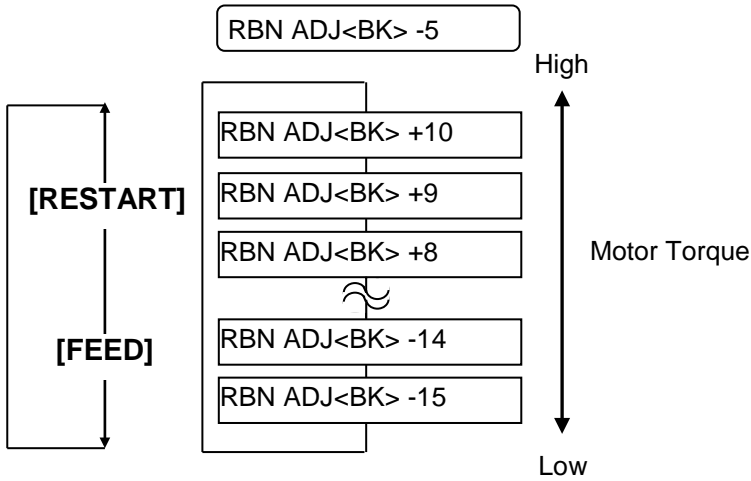 RBN ADJ<BK> -5
High
RBN ADJ<BK> +10
[RESTART]
RBN ADJ<BK> +9
RBN ADJ<BK> +8
Motor Torque
[FEED]
RBN ADJ<BK> -14
RBN ADJ<BK> -15
Low